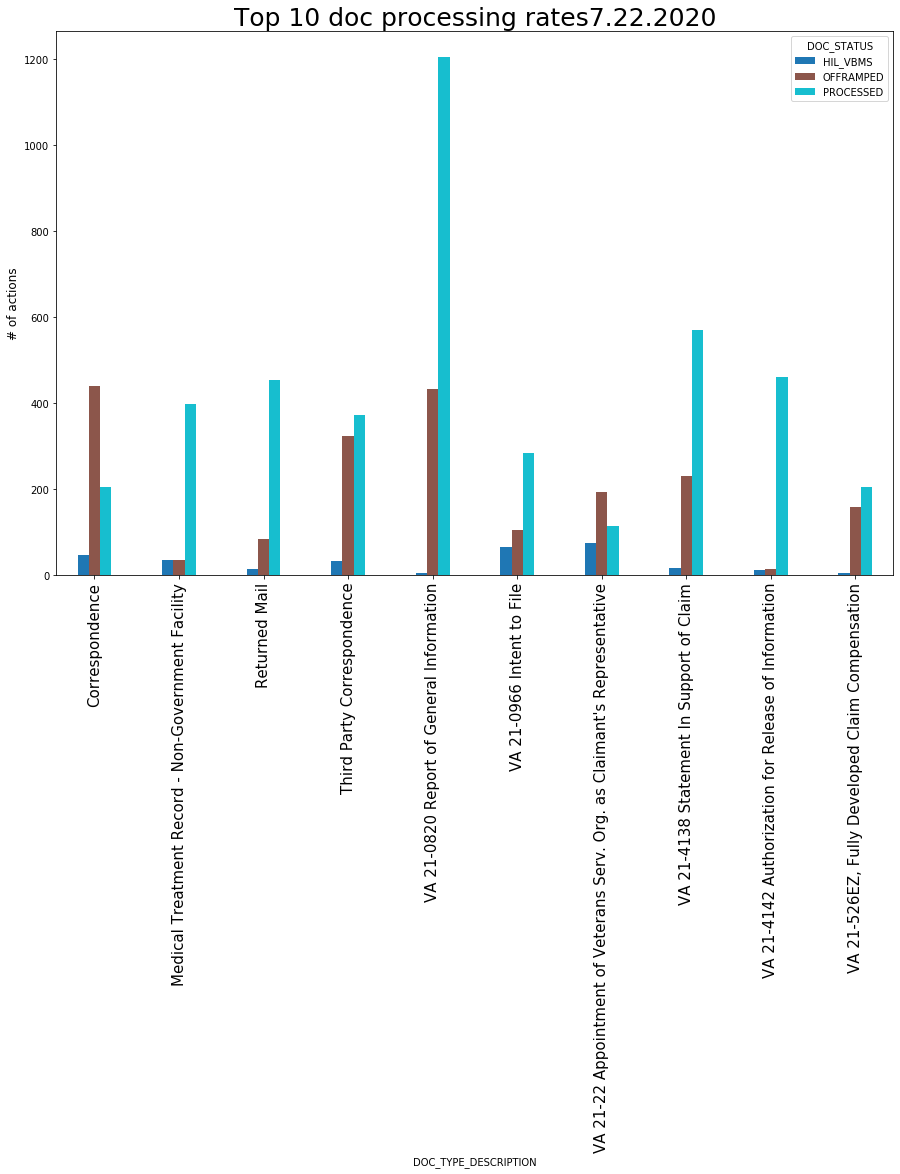 Top 10 doc processing rates7.22.2020
DOC_STATUS
HIL_VBMS
OFFRAMPED
PROCESSED
# of actions
1200
1000
800
600
400
200
0
Correspondence
Medical Treatment Record - Non-Government Facility
Returned Mail
Third Party Correspondence
VA 21-0820 Report of General Information
VA 21-0966 Intent to File
VA 21-22 Appointment of Veterans Serv. Org. as Claimant's Representative
VA 21-4138 Statement In Support of Claim
VA 21-4142 Authorization for Release of Information
VA 21-526EZ, Fully Developed Claim Compensation
DOC_TYPE_DESCRIPTION